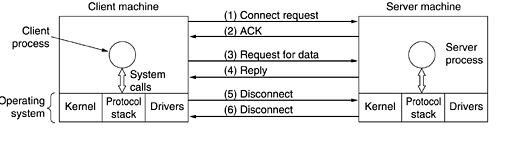 Client machine
Server machine
(1) Connect request
(2) ACK
Client
process
(3) Request for data
(4) Reply
Server
process
System
calls
Operating
system
Kernel
Protocol
stack
Drivers
(5) Disconnect
(6) Disconnect
Kernel
Protocol
stack
Drivers